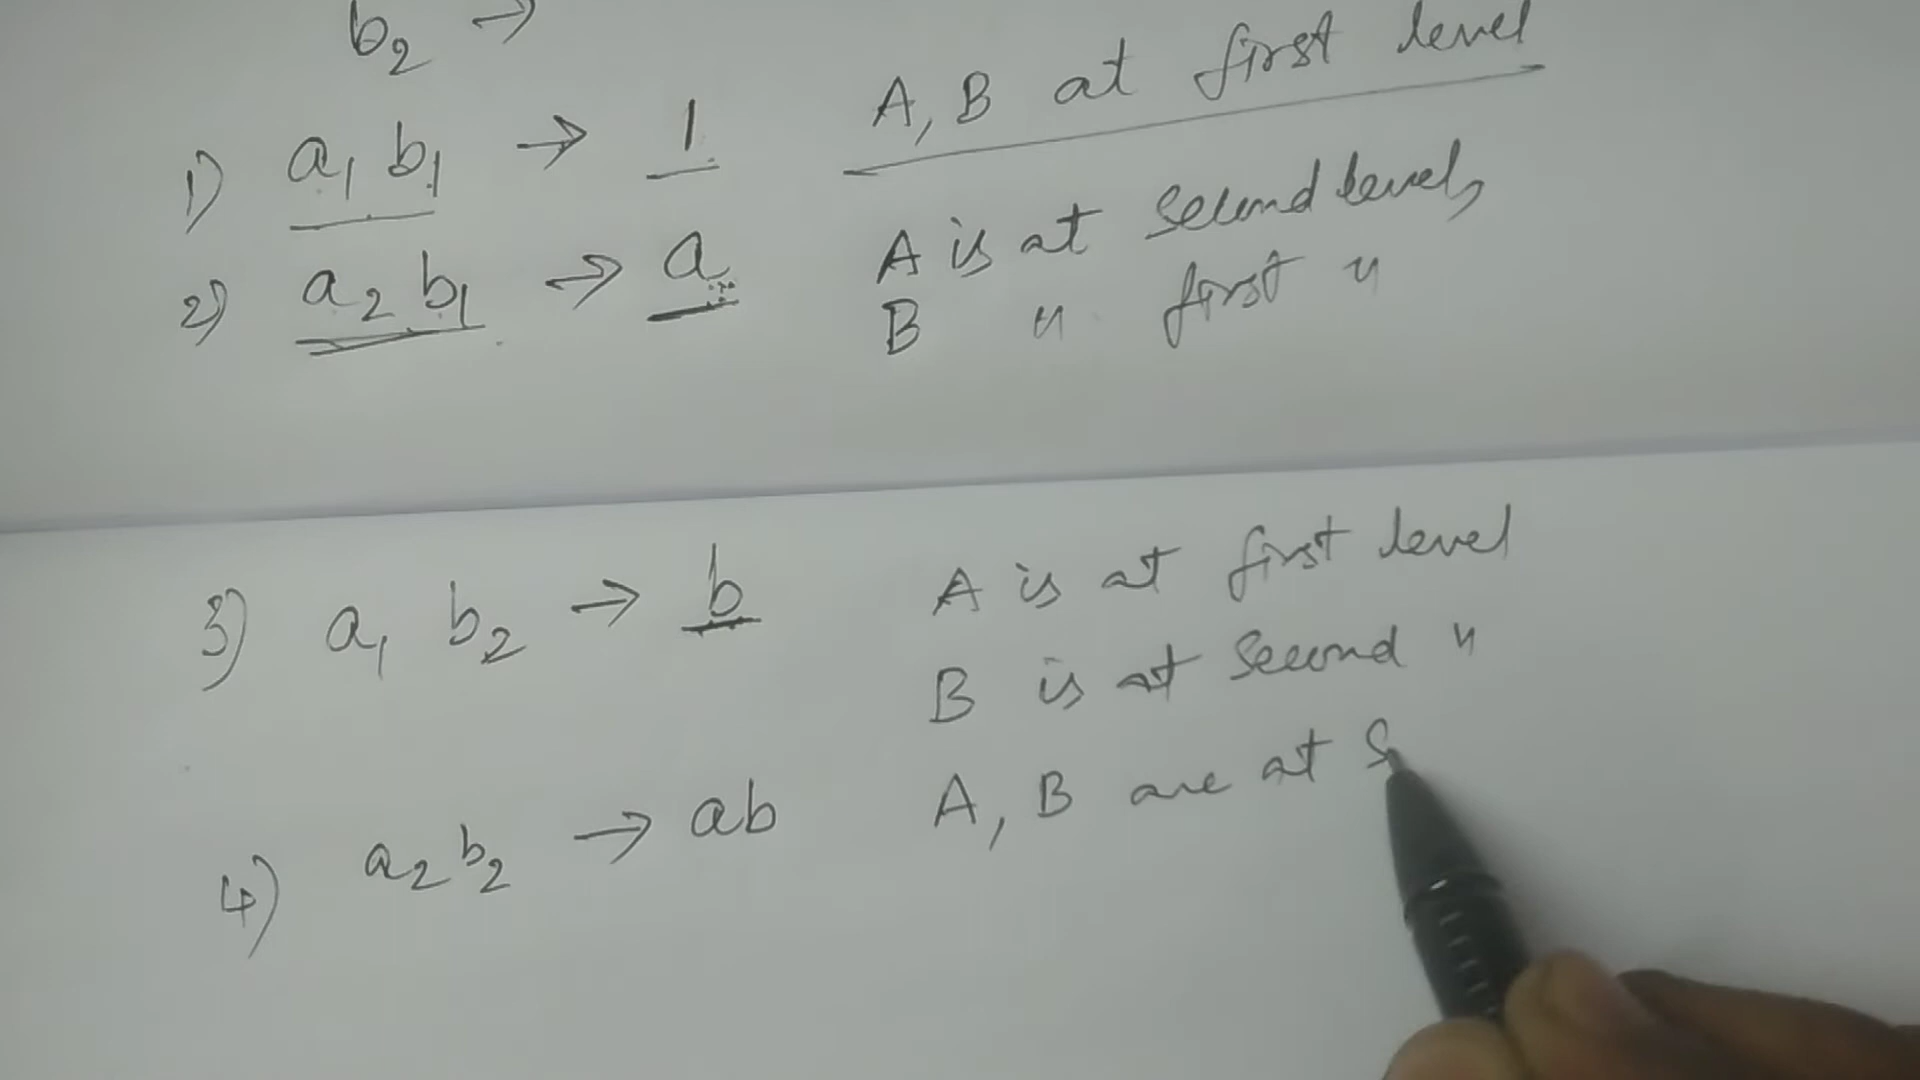 b2 →
1) a1 b1 → 1 A, B at first level
2) a2 b1 → a A is at second level,
B " first "
3) a1 b2 → b A is at first level
B is at second "
4) a2 b2 → ab A, B are at S